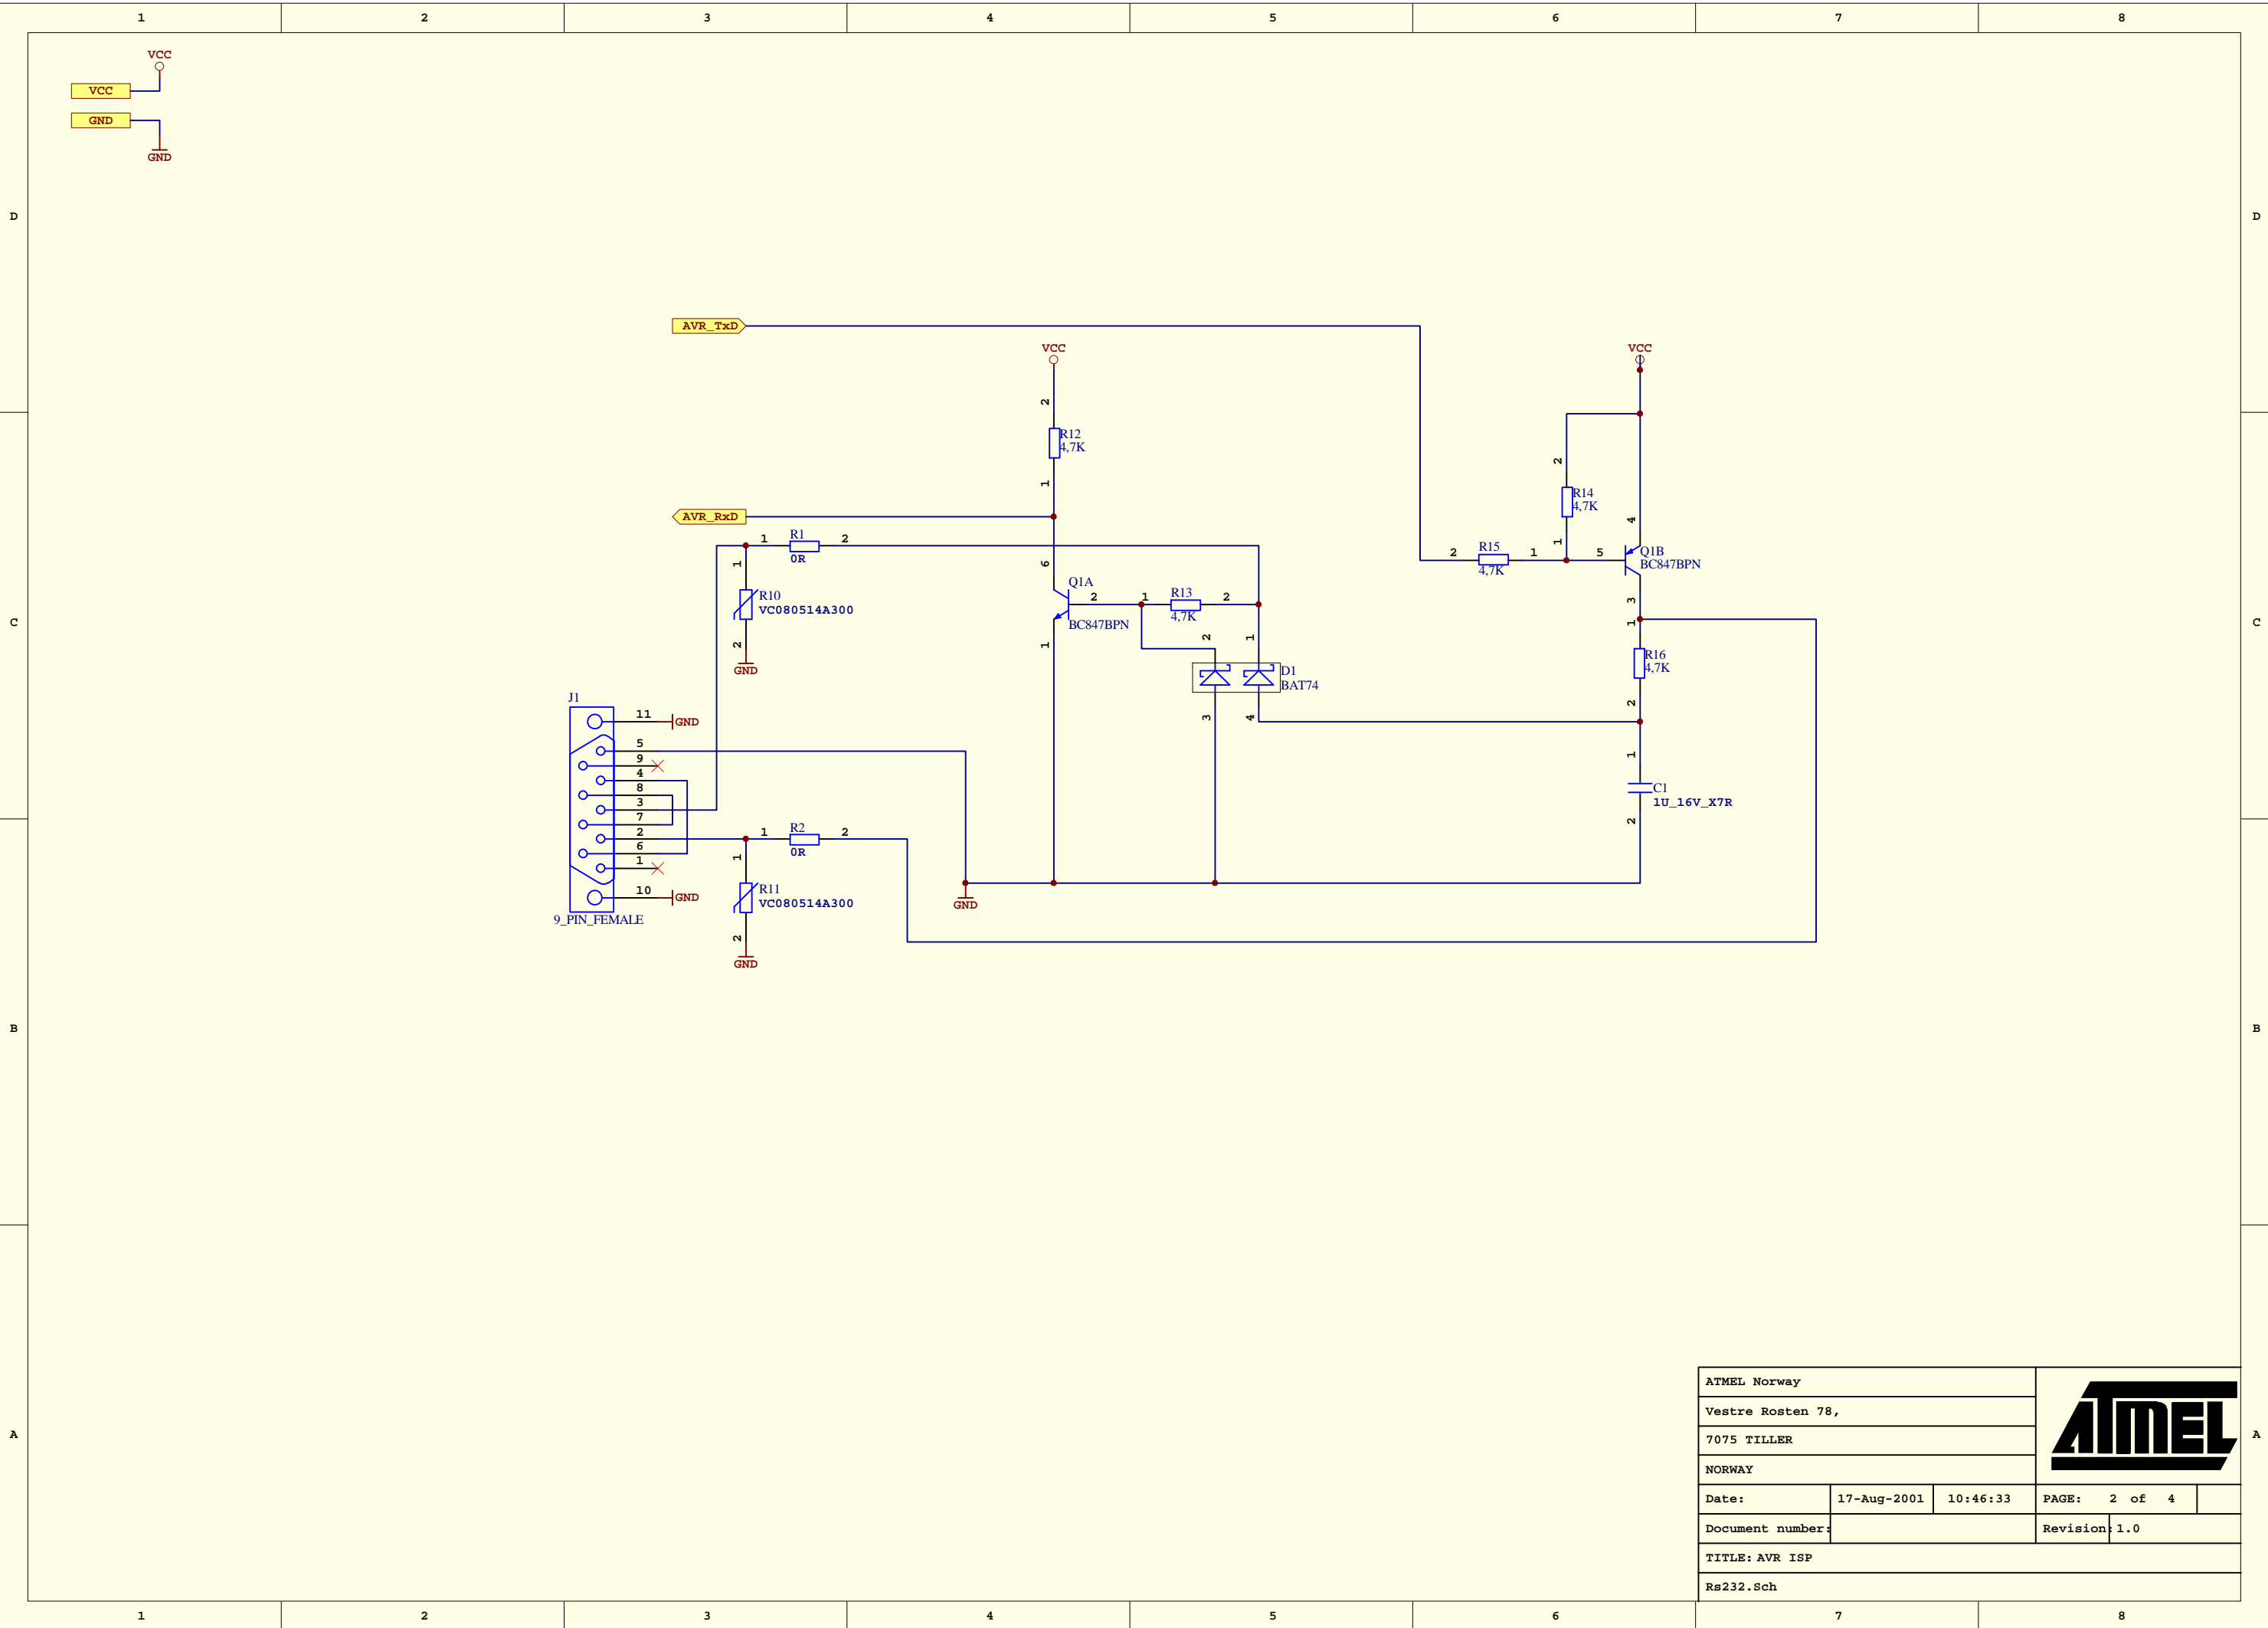 1 2 3 4 5 6 7 8
VCC
VCC
GND
GND
D D
AVR_TxD
VCC VCC
2
R12
4,7K
1
2
R14
4,7K
1
4
AVR_RxD
1 R1 2
0R
2 R15 1 5
4,7K
Q1B
BC847BPN
3
1
R10
VC080514A300
2
GND
6
Q1A
2
BC847BPN
1
1 R13 2
4,7K
C C
2 1
D1
BAT74
3 4
1
R16
4,7K
2
J1
11 GND
5
9
4
8
3
7
2
6
1
10 GND
9_PIN_FEMALE
1
C1
1U_16V_X7R
2
1 R2 2
0R
1
R11
VC080514A300
2
GND
GND
B B
A A
ATMEL Norway
Vestre Rosten 78,
7075 TILLER
NORWAY
ATMEL
Date: 17-Aug-2001 10:46:33 PAGE: 2 of 4
Document number: Revision: 1.0
TITLE: AVR ISP
Rs232.Sch
1 2 3 4 5 6 7 8